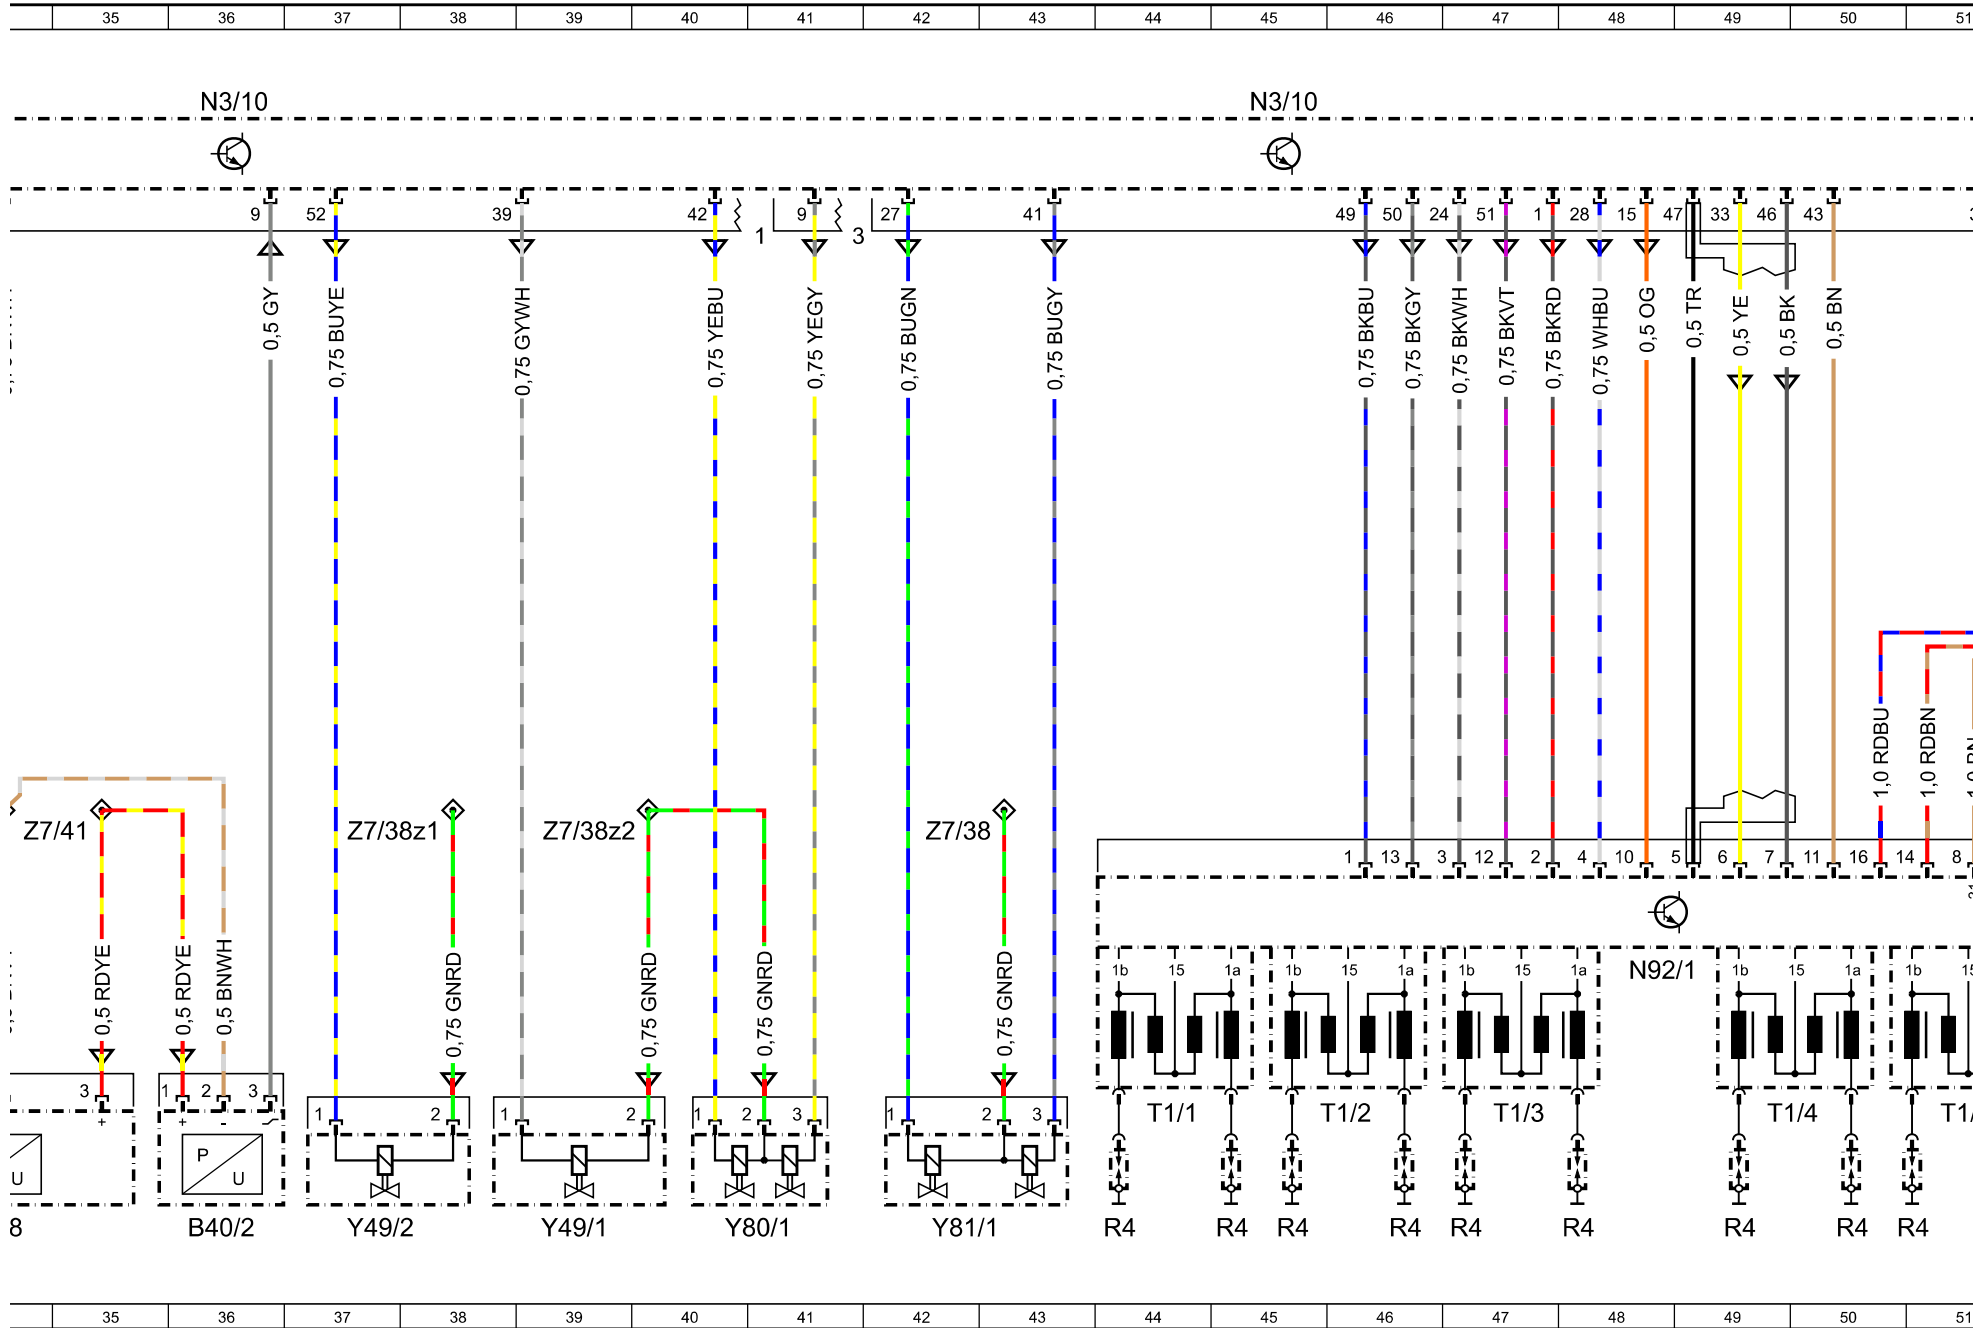 35 36 37 38 39 40 41 42 43 44 45 46 47 48 49 50 51
N3/10 N3/10
9 52 39 42 9 27 41 49 50 24 51 1 28 15 47 33 46 43
1 3
0,5 GY
0,75 BUYE
0,75 GYWH
0,75 YEBU
0,75 YEGY
0,75 BUGN
0,75 BUGY
0,75 BKBU
0,75 BKGY
0,75 BKWH
0,75 BKVT
0,75 BKRD
0,75 WHBU
0,5 OG
0,5 TR
0,5 YE
0,5 BK
0,5 BN
1,0 RDBU
1,0 RDBN
Z7/41 Z7/38z1 Z7/38z2 Z7/38
1 13 3 12 2 4 10 5 6 7 11 16 14 8
0,5 RDYE
0,5 RDYE
0,5 BNWH
0,75 GNRD
0,75 GNRD
0,75 GNRD
0,75 GNRD
1b 15 1a 1b 15 1a 1b 15 1a N92/1 1b 15 1a 1b
3 1 2 3 1 2 1 2 1 2 3 1 2 3
T1/1 T1/2 T1/3 T1/4
+ + -
P
U U
8 B40/2 Y49/2 Y49/1 Y80/1 Y81/1 R4 R4 R4 R4 R4 R4 R4 R4 R4
35 36 37 38 39 40 41 42 43 44 45 46 47 48 49 50 51